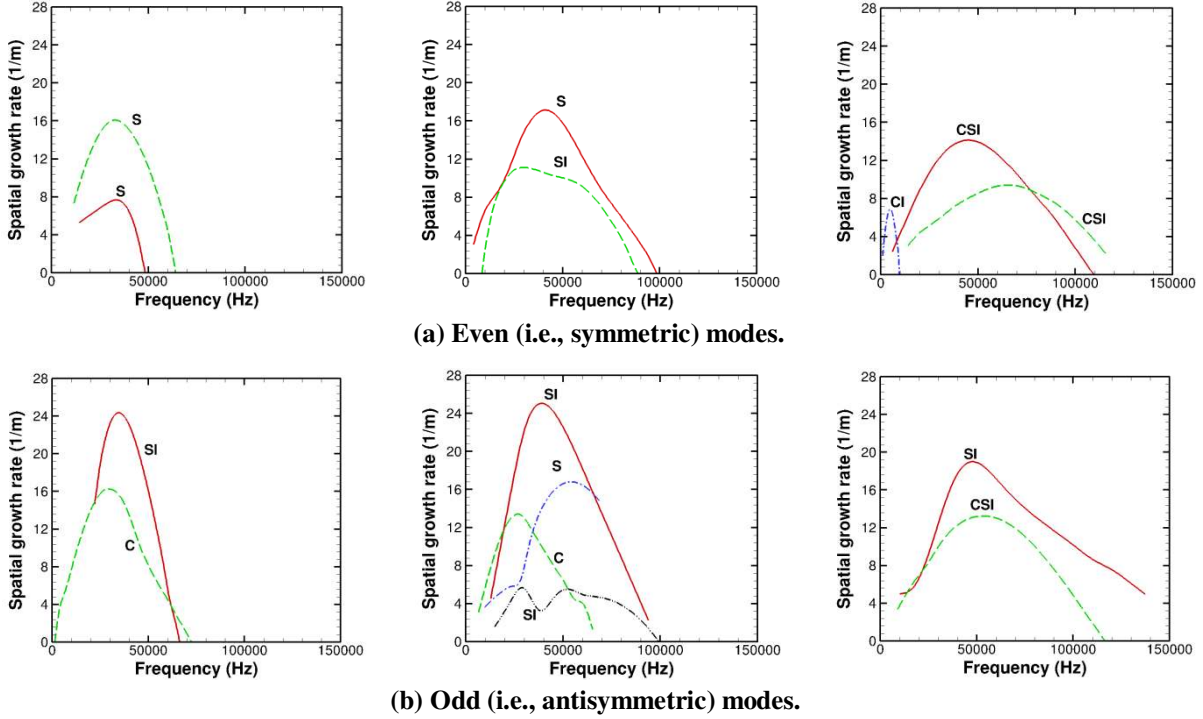 28
24
20
16
12
8
4
0
S
S
0 50000 100000 150000
Frequency (Hz)
Spatial growth rate (1/m)
28
24
20
16
12
8
4
0
S
SI
0 50000 100000 150000
Frequency (Hz)
Spatial growth rate (1/m)
28
24
20
16
12
8
4
0
CSI
CI
CSI
0 50000 100000 150000
Frequency (Hz)
Spatial growth rate (1/m)
(a) Even (i.e., symmetric) modes.
28
24
20
16
12
8
4
0
SI
C
0 50000 100000 150000
Frequency (Hz)
Spatial growth rate (1/m)
28
24
20
16
12
8
4
0
SI
S
C
SI
0 50000 100000 150000
Frequency (Hz)
Spatial growth rate (1/m)
28
24
20
16
12
8
4
0
SI
CSI
0 50000 100000 150000
Frequency (Hz)
Spatial growth rate (1/m)
(b) Odd (i.e., antisymmetric) modes.